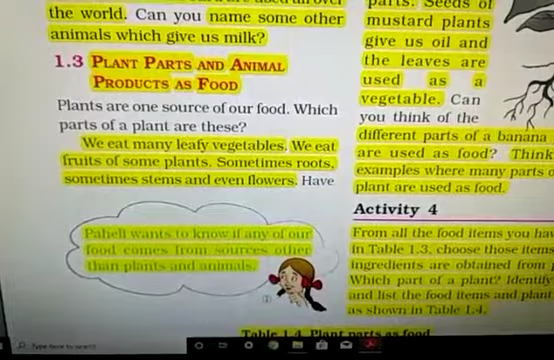 the world. Can you name some other
animals which give us milk?
1.3 PLANT PARTS AND ANIMAL
PRODUCTS AS FOOD
Plants are one source of our food. Which
parts of a plant are these?
We eat many leafy vegetables. We eat
fruits of some plants. Sometimes roots,
sometimes stems and even flowers. Have
Paheli wants to know if any of our
food comes from sources other
than plants and animals.
parts. Seeds of
mustard plants
give us oil and
the leaves are
used as a
vegetable. Can
you think of the
different parts of a banana
are used as food? Think
examples where many parts
plant are used as food.
Activity 4
From all the food items you
in Table 1.3, choose those items
ingredients are obtained from
Which part of a plant? Identify
and list the food items and plant
as shown in Table 1.4.
Table 1.4 Plant parts as food
Type here to search